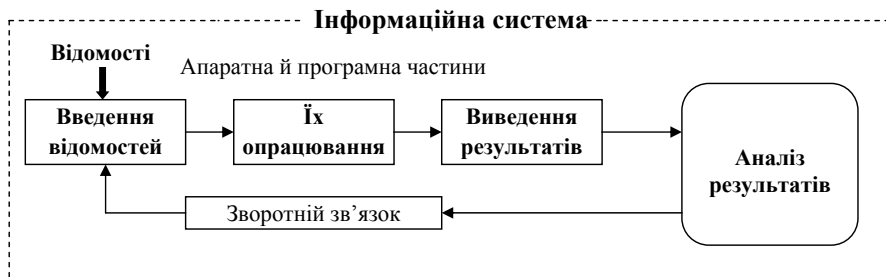 Інформаційна система
Відомості
Апаратна й програмна частини
Введення
відомостей
Їх
опрацювання
Виведення
результатів
Аналіз
результатів
Зворотній зв’язок